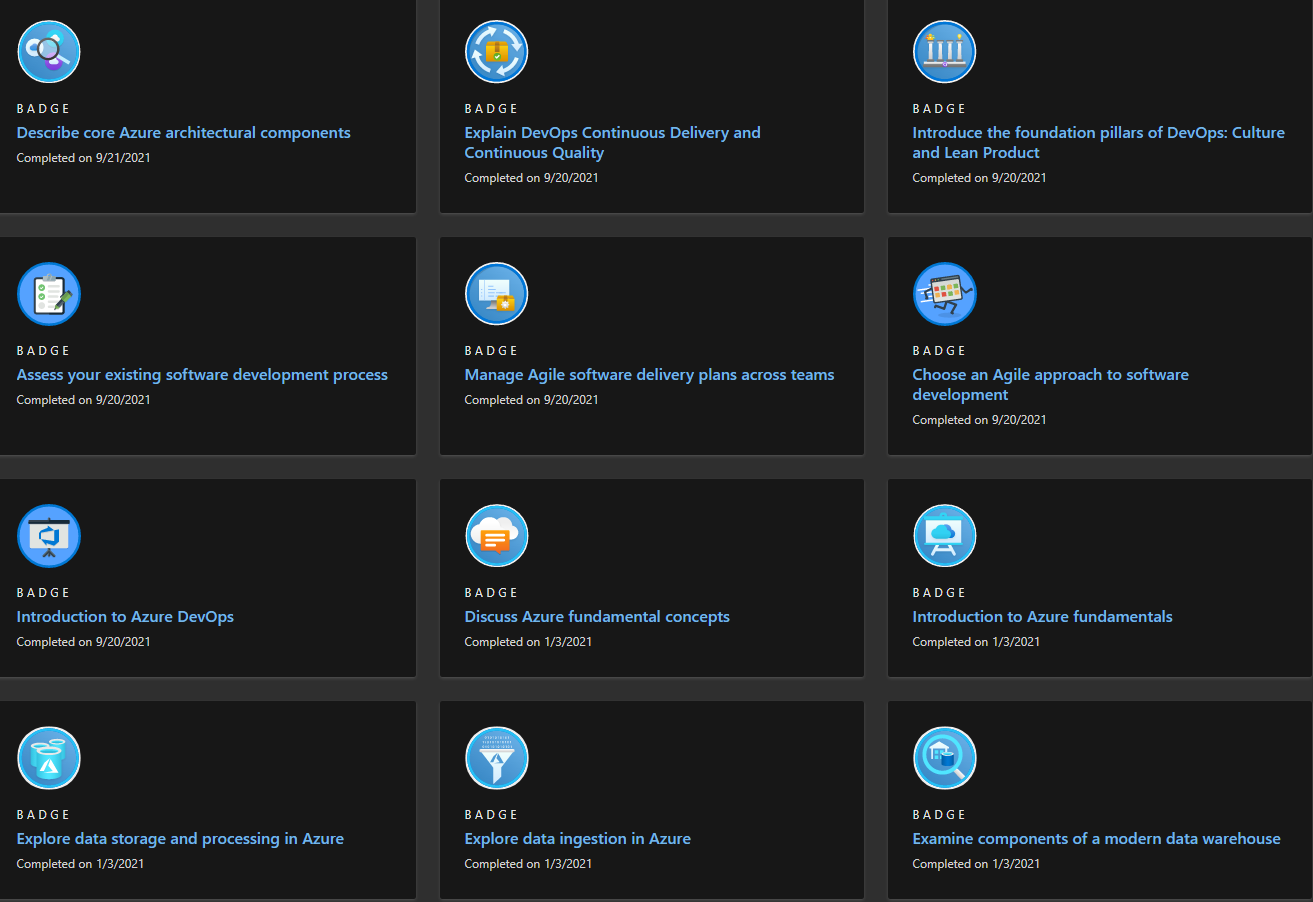 BADGE
Describe core Azure architectural components
Completed on 9/21/2021
BADGE
Explain DevOps Continuous Delivery and
Continuous Quality
Completed on 9/20/2021
BADGE
Introduce the foundation pillars of DevOps: Culture
and Lean Product
Completed on 9/20/2021
BADGE
Assess your existing software development process
Completed on 9/20/2021
BADGE
Manage Agile software delivery plans across teams
Completed on 9/20/2021
BADGE
Choose an Agile approach to software
development
Completed on 9/20/2021
BADGE
Introduction to Azure DevOps
Completed on 9/20/2021
BADGE
Discuss Azure fundamental concepts
Completed on 1/3/2021
BADGE
Introduction to Azure fundamentals
Completed on 1/3/2021
BADGE
Explore data storage and processing in Azure
Completed on 1/3/2021
BADGE
Explore data ingestion in Azure
Completed on 1/3/2021
BADGE
Examine components of a modern data warehouse
Completed on 1/3/2021